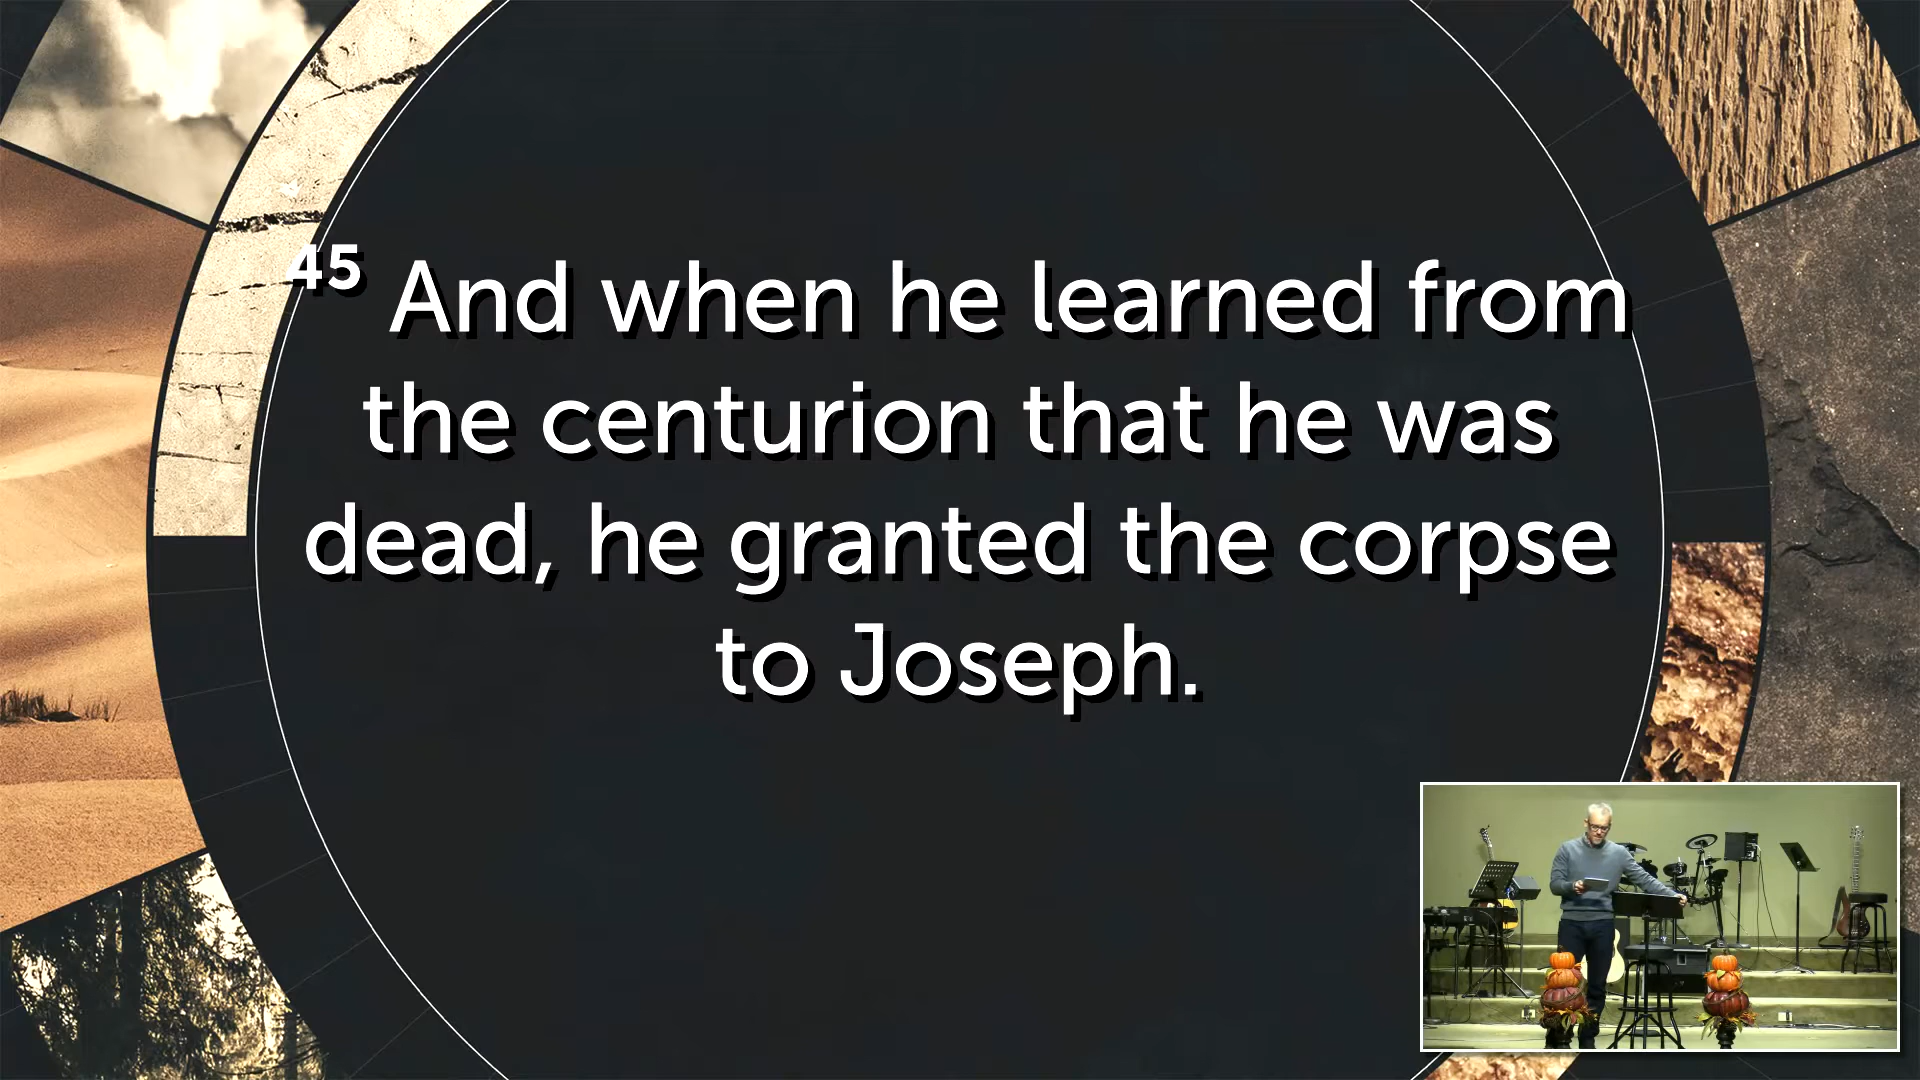 45 And when he learned from
the centurion that he was
dead, he granted the corpse
to Joseph.